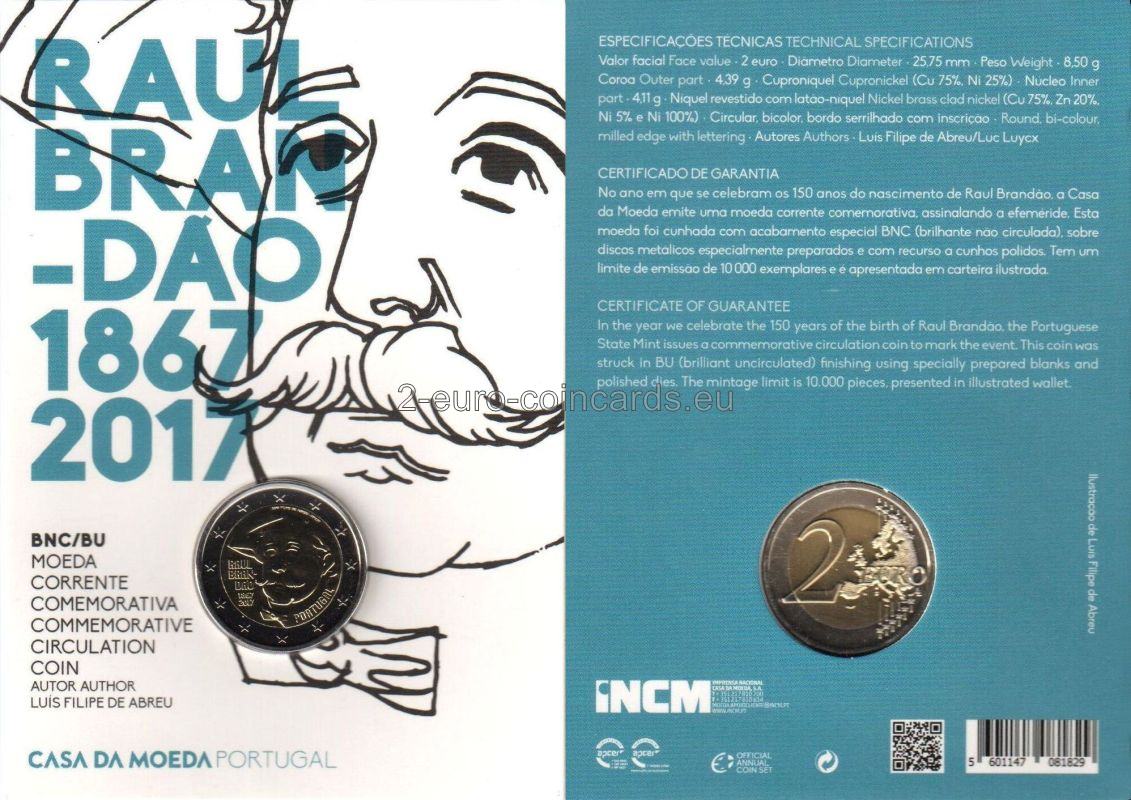 RAUL
BRAN
-DÃO
1867
2017
BNC/BU
MOEDA
CORRENTE
COMEMORATIVA
COMMEMORATIVE
CIRCULATION
COIN
AUTOR AUTHOR
LUÍS FILIPE DE ABREU
CASA DA MOEDA PORTUGAL
RAUL
BRAN-
DÃO
1867
2017
PORTUGAL
2-euro-coincards.eu
ESPECIFICAÇÕES TÉCNICAS TECHNICAL SPECIFICATIONS
Valor facial Face value · 2 euro · Diâmetro Diameter · 25,75 mm · Peso Weight · 8,50 g
Coroa Outer part · 4,39 g · Cuproníquel Cupronickel (Cu 75%, Ni 25%) · Núcleo Inner
part · 4,11 g · Níquel revestido com latão-níquel Nickel brass clad nickel (Cu 75%, Zn 20%,
Ni 5% e Ni 100%) · Circular, bicolor, bordo serrilhado com inscrição · Round, bi-colour,
milled edge with lettering · Autores Authors · Luís Filipe de Abreu/Luc Luycx
CERTIFICADO DE GARANTIA
No ano em que se celebram os 150 anos do nascimento de Raul Brandão, a Casa
da Moeda emite uma moeda corrente comemorativa, assinalando a efeméride. Esta
moeda foi cunhada com acabamento especial BNC (brilhante não circulada), sobre
discos metálicos especialmente preparados e com recurso a cunhos polidos. Tem um
limite de emissão de 10 000 exemplares e é apresentada em carteira ilustrada.
CERTIFICATE OF GUARANTEE
In the year we celebrate the 150 years of the birth of Raul Brandão, the Portuguese
State Mint issues a commemorative circulation coin to mark the event. This coin was
struck in BU (brilliant uncirculated) finishing using specially prepared blanks and
polished dies. The mintage limit is 10.000 pieces, presented in illustrated wallet.
2 EURO
Ilustração de Luís Filipe de Abreu
INCM
IMPRENSA NACIONAL
CASA DA MOEDA, S.A.
WWW.INCM.PT
apcer
apcer
OFFICIAL
ANNUAL
COIN SET
5 601147 081829